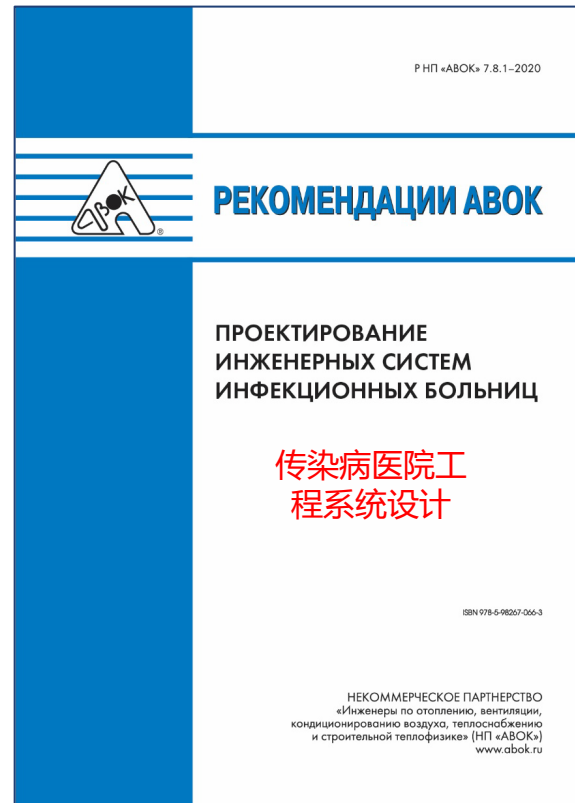 Р НП «АВОК» 7.8.1–2020
АВОК
®
РЕКОМЕНДАЦИИ АВОК
ПРОЕКТИРОВАНИЕ
ИНЖЕНЕРНЫХ СИСТЕМ
ИНФЕКЦИОННЫХ БОЛЬНИЦ
传染病医院工
程系统设计
ISBN 978-5-98267-066-3
НЕКОММЕРЧЕСКОЕ ПАРТНЕРСТВО
«Инженеры по отоплению, вентиляции,
кондиционированию воздуха, теплоснабжению
и строительной теплофизике» (НП «АВОК»)
www.abok.ru